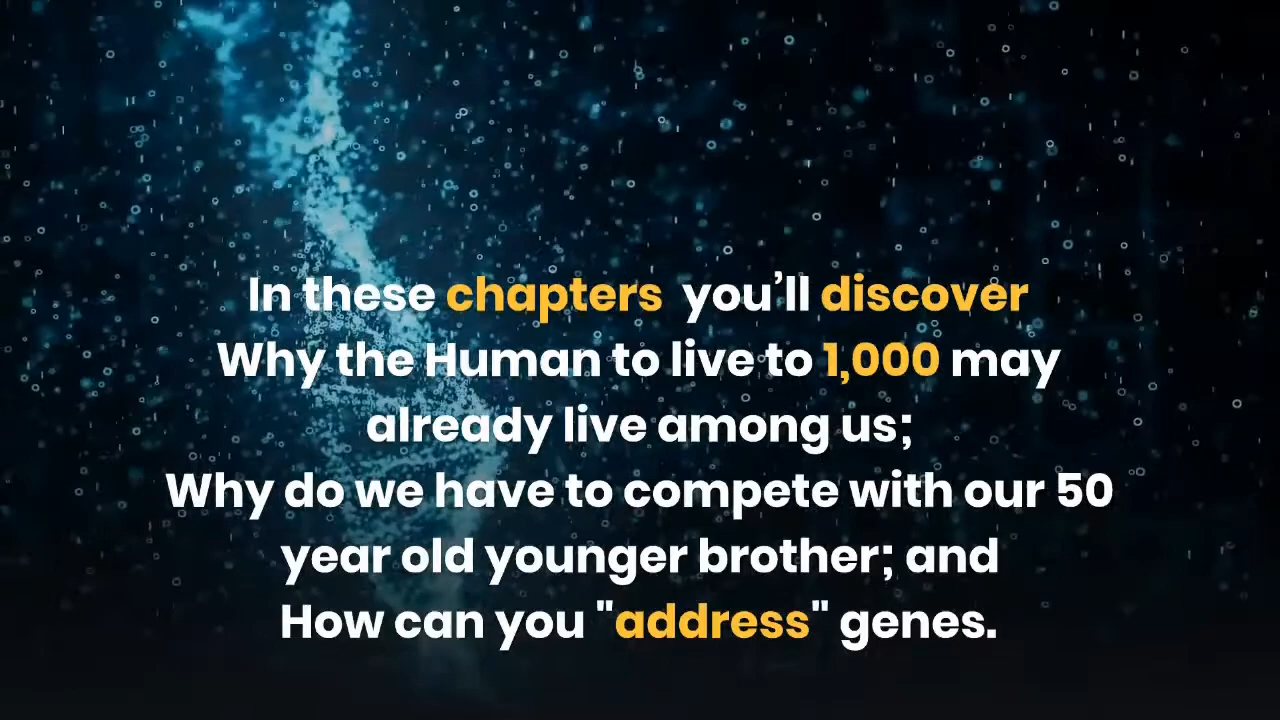 In these chapters  you’ll discover
Why the Human to live to 1,000 may
already live among us;
Why do we have to compete with our 50
year old younger brother; and
How can you "address" genes.